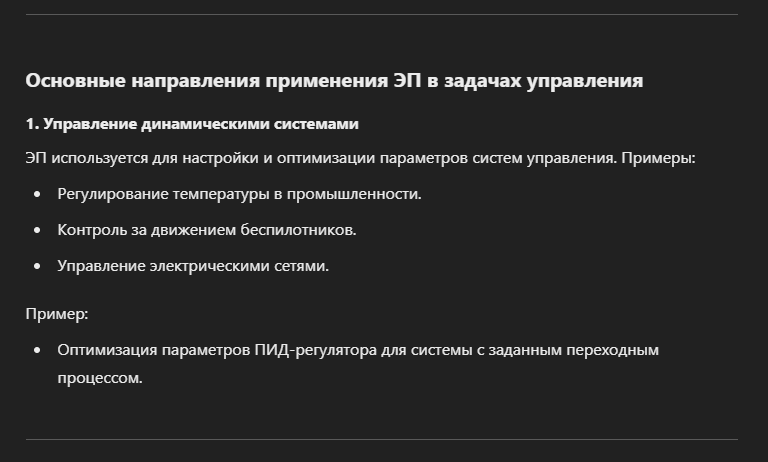 Основные направления применения ЭП в задачах управления
1. Управление динамическими системами
ЭП используется для настройки и оптимизации параметров систем управления. Примеры:
• Регулирование температуры в промышленности.
• Контроль за движением беспилотников.
• Управление электрическими сетями.
Пример:
• Оптимизация параметров ПИД-регулятора для системы с заданным переходным
процессом.